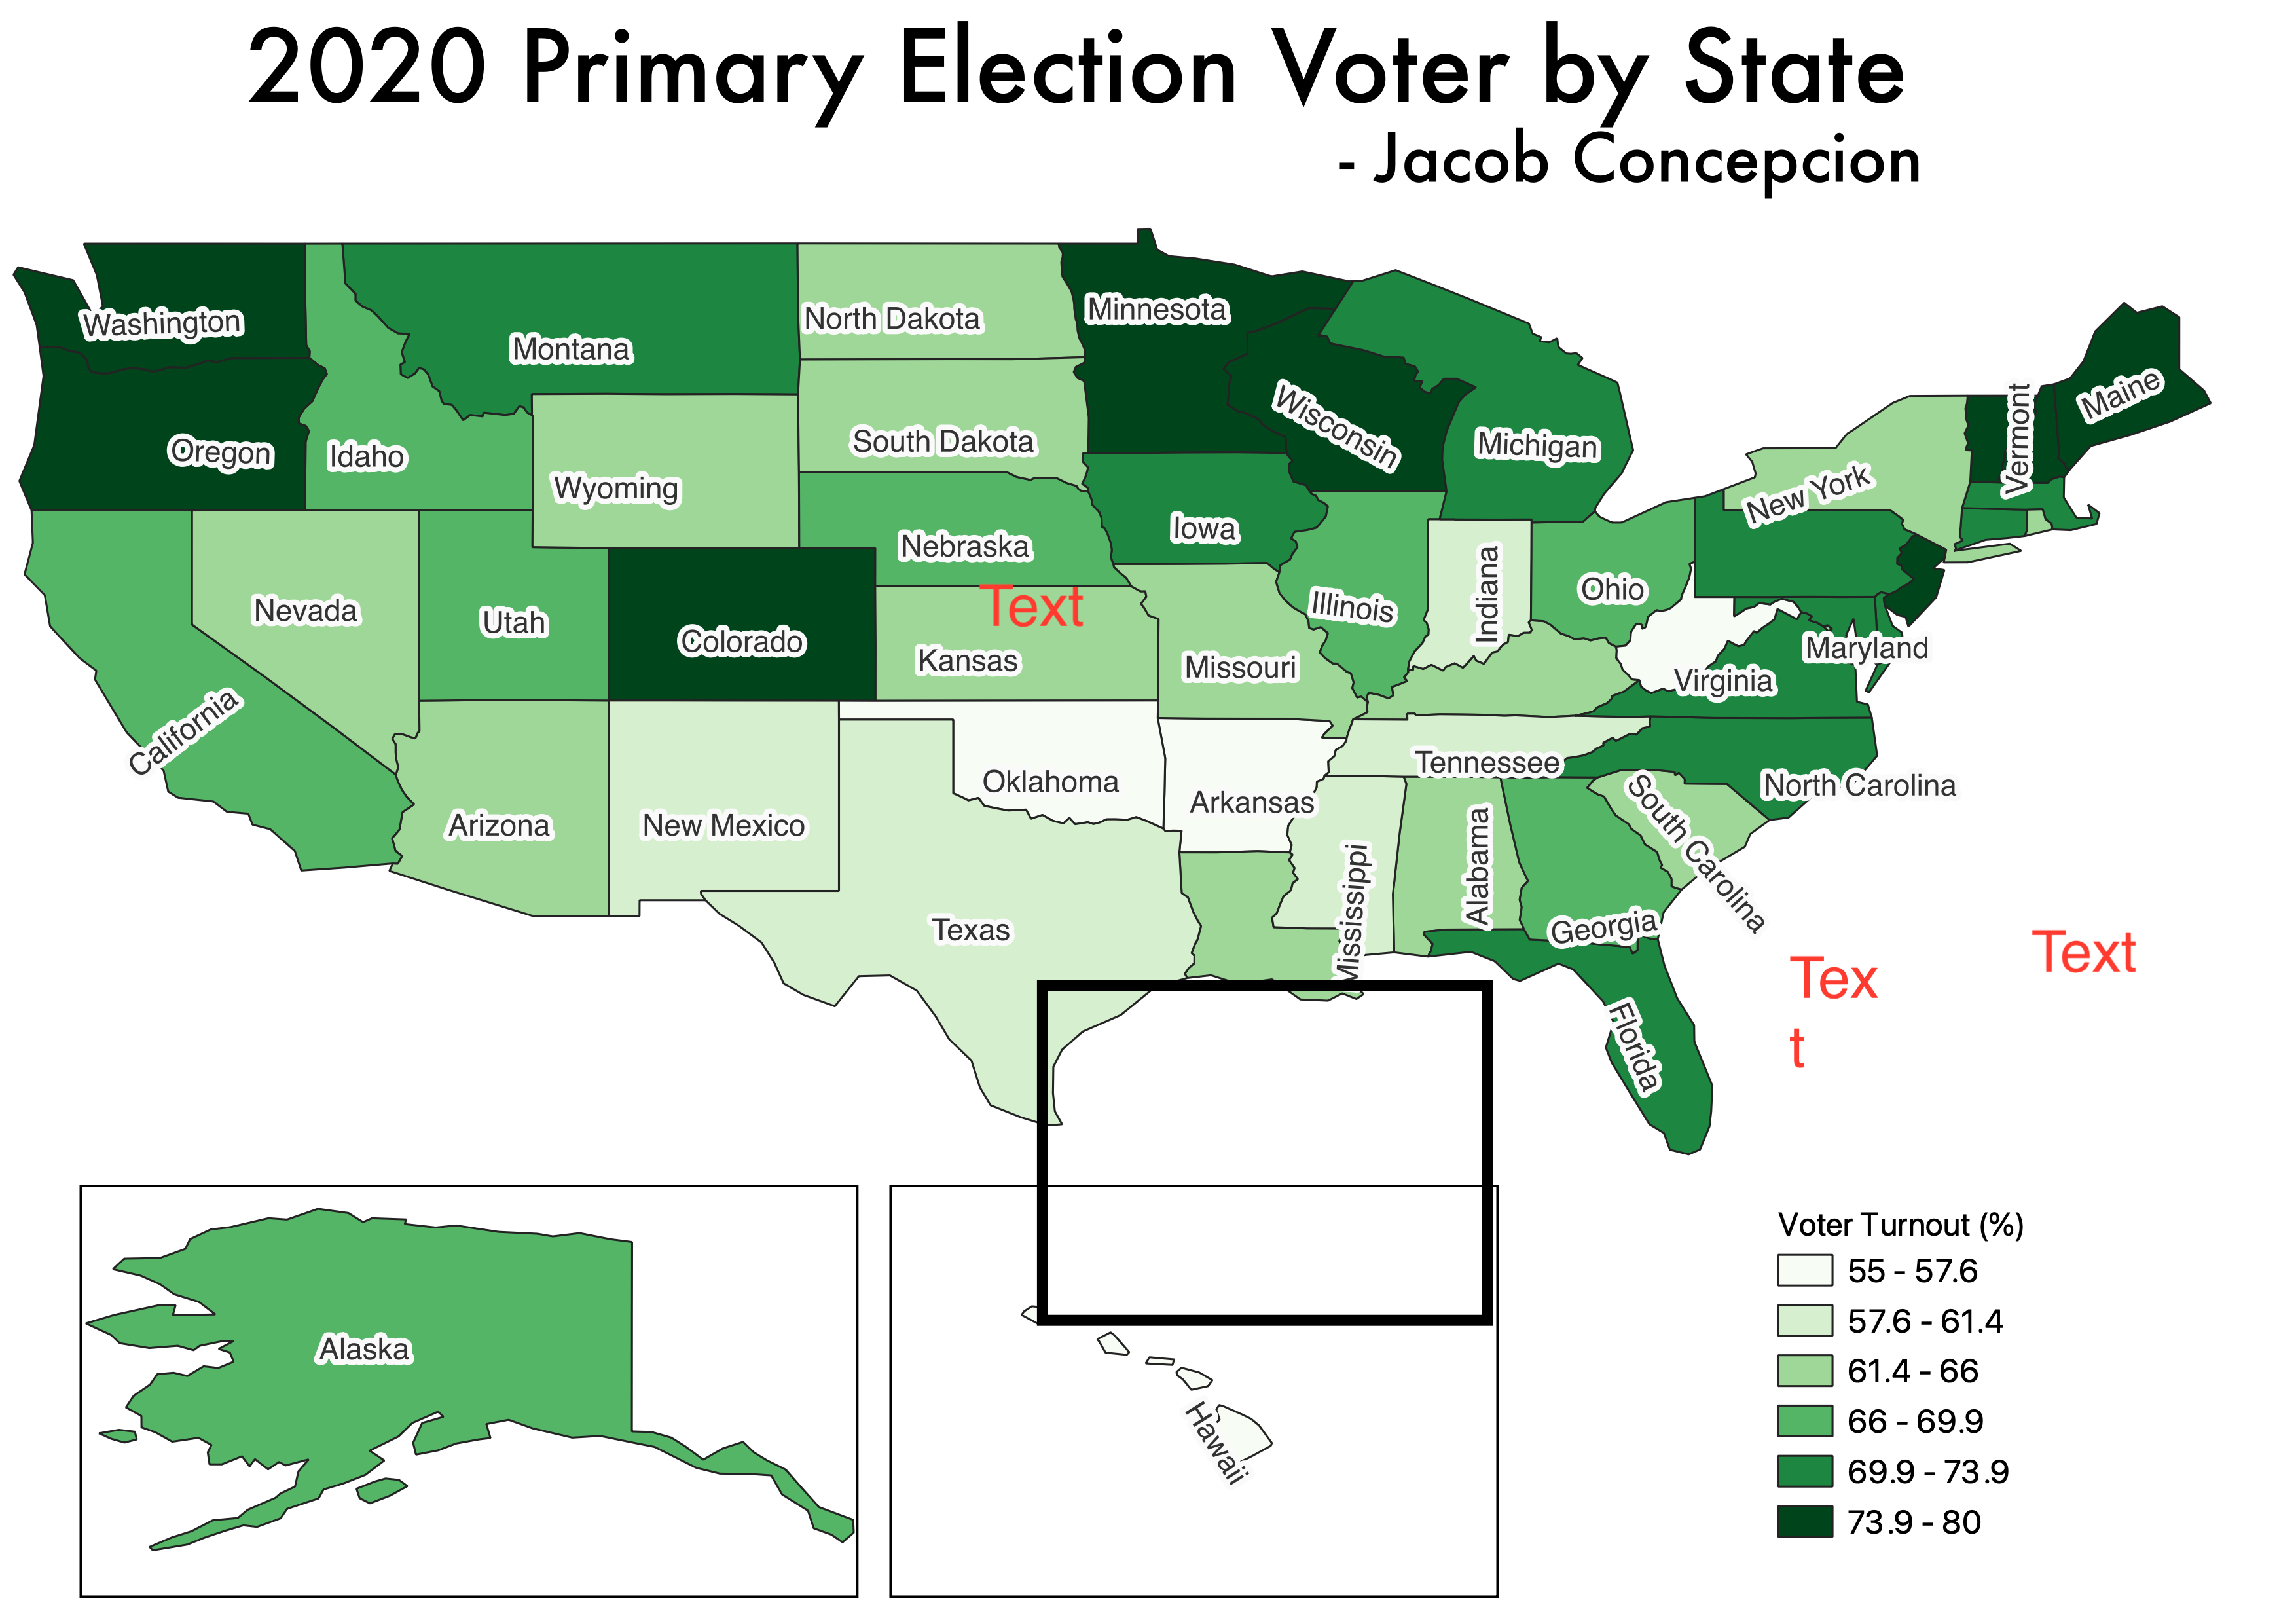 2020 Primary Election Voter by State
- Jacob Concepcion
Washington
Montana
North Dakota
Minnesota
Oregon
Idaho
Wyoming
South Dakota
Wisconsin
Michigan
Vermont
Maine
New York
Nevada
Utah
Colorado
Nebraska
Text
Kansas
Iowa
Missouri
Illinois
Indiana
Ohio
Maryland
Virginia
California
Arizona
New Mexico
Oklahoma
Arkansas
Tennessee
North Carolina
South Carolina
Texas
Mississippi
Alabama
Georgia
Florida
Tex
t
Text
Alaska
Hawaii
Voter Turnout (%)
55 - 57.6
57.6 - 61.4
61.4 - 66
66 - 69.9
69.9 - 73.9
73.9 - 80